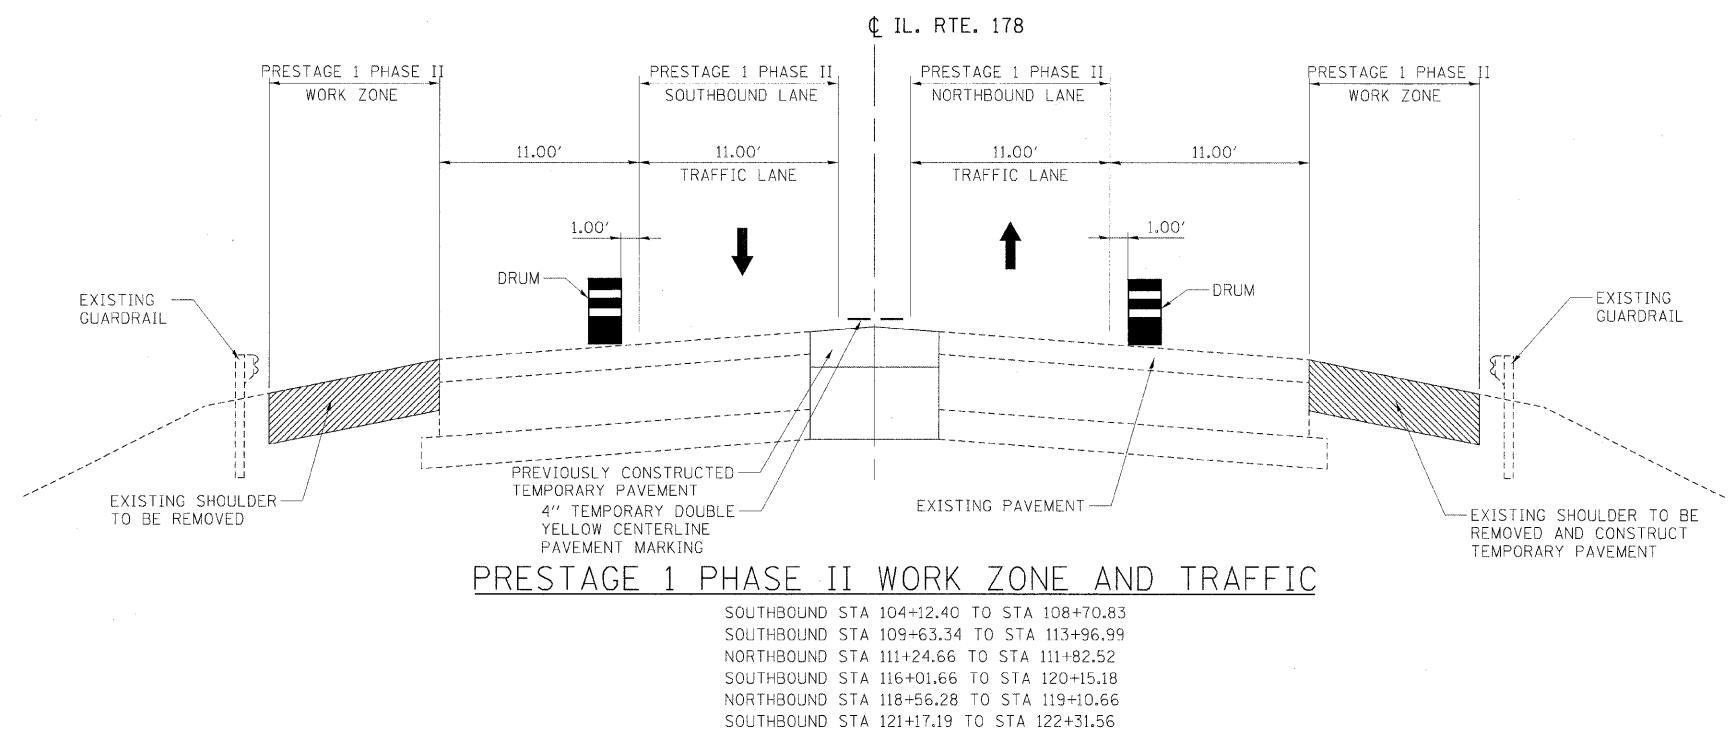 ℄ IL. RTE. 178
PRESTAGE 1 PHASE II
WORK ZONE
PRESTAGE 1 PHASE II
SOUTHBOUND LANE
PRESTAGE 1 PHASE II
NORTHBOUND LANE
PRESTAGE 1 PHASE II
WORK ZONE
11.00'
11.00'
TRAFFIC LANE
11.00'
TRAFFIC LANE
11.00'
1.00'
1.00'
DRUM
DRUM
EXISTING
GUARDRAIL
EXISTING
GUARDRAIL
EXISTING SHOULDER
TO BE REMOVED
PREVIOUSLY CONSTRUCTED
TEMPORARY PAVEMENT
4" TEMPORARY DOUBLE
YELLOW CENTERLINE
PAVEMENT MARKING
EXISTING PAVEMENT
EXISTING SHOULDER TO BE
REMOVED AND CONSTRUCT
TEMPORARY PAVEMENT
PRESTAGE 1 PHASE II WORK ZONE AND TRAFFIC
SOUTHBOUND STA 104+12.40 TO STA 108+70.83
SOUTHBOUND STA 109+63.34 TO STA 113+96.99
NORTHBOUND STA 111+24.66 TO STA 111+82.52
SOUTHBOUND STA 116+01.66 TO STA 120+15.18
NORTHBOUND STA 118+56.28 TO STA 119+10.66
SOUTHBOUND STA 121+17.19 TO STA 122+31.56